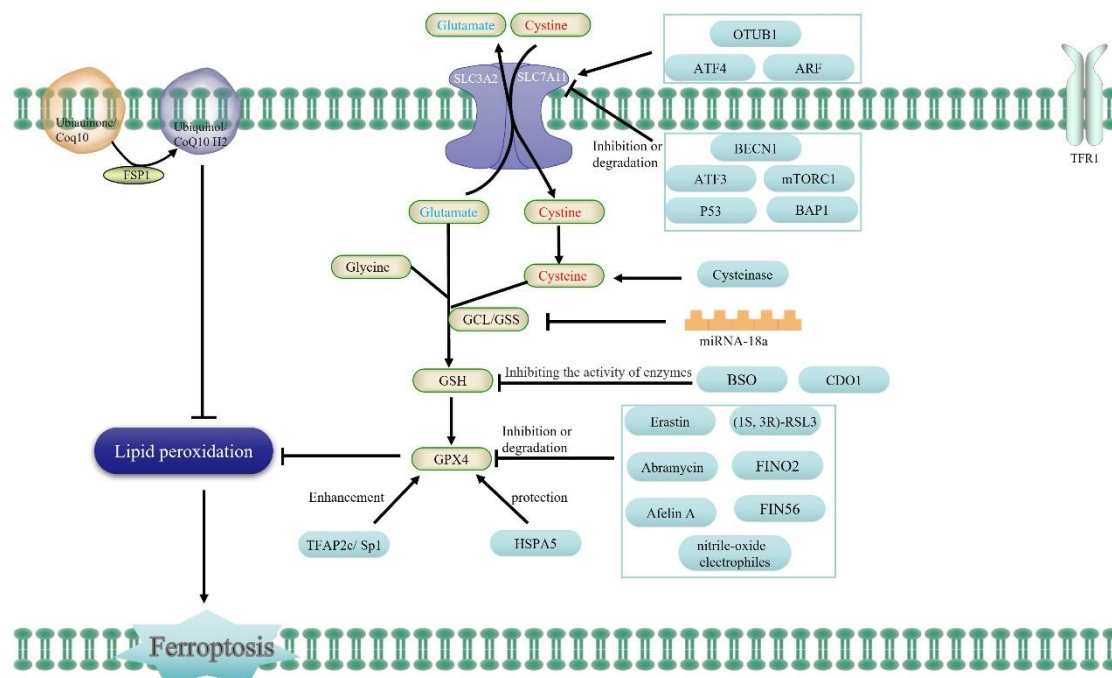 Glutamate
Cystine
SLC3A2
SLC7A11
OTUB1
ATF4
ARF
Ubiauinone/
Coq10
Ubiquinol/
CoQ10 H2
FSP1
TFR1
Inhibition or
degradation
BECN1
ATF3
mTORC1
P53
BAP1
Glutamate
Cystine
Glycine
Cysteine
Cysteinase
GCL/GSS
miRNA-18a
GSH
Inhibiting the activity of enzymes
BSO
CDO1
Lipid peroxidation
GPX4
Inhibition or
degradation
Erastin
(1S, 3R)-RSL3
Abramycin
FINO2
Afelin A
FIN56
nitrile-oxide
electrophiles
Enhancement
protection
TFAP2c/ Sp1
HSPA5
Ferroptosis